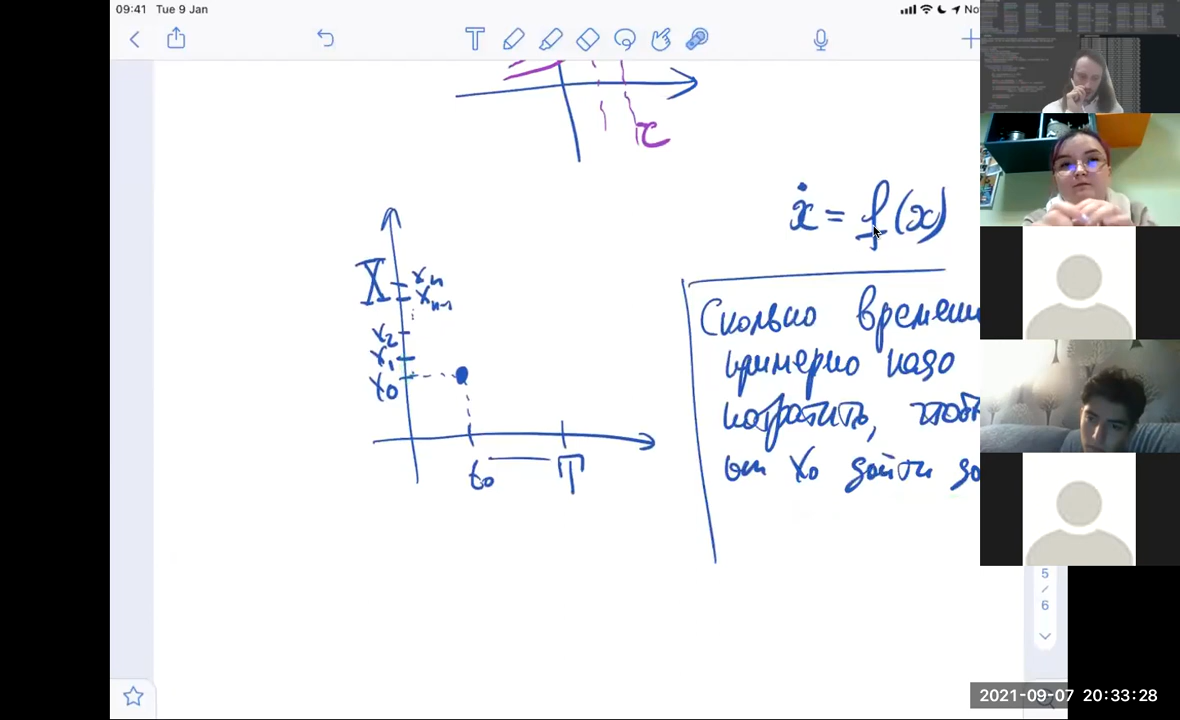 09:41 Tue 9 Jan
No
T
τ
ẋ = f(x)
X
xₙ
xₙ₋₁
x₂
x₁
x₀
t₀
T
Сколько времени
примерно надо
потратить, чтобы
от x₀ дойти до
5
/
6
2021-09-07 20:33:28